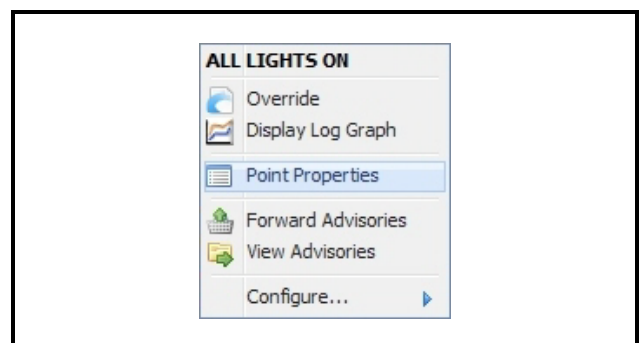 ALL LIGHTS ON
Override
Display Log Graph
Point Properties
Forward Advisories
View Advisories
Configure...